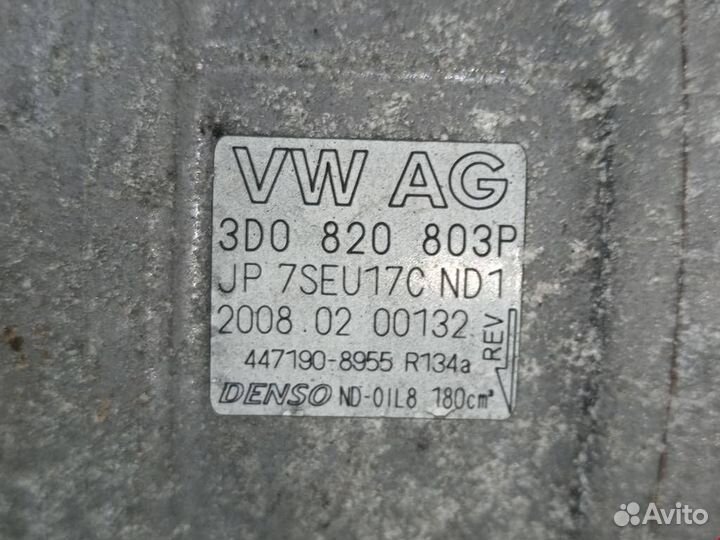 VW AG
3D0 820 803P
JP 7SEU17C ND1
2008.02 00132
REV
447190-8955 R134a
DENSO ND-OIL8 180cm³
Avito